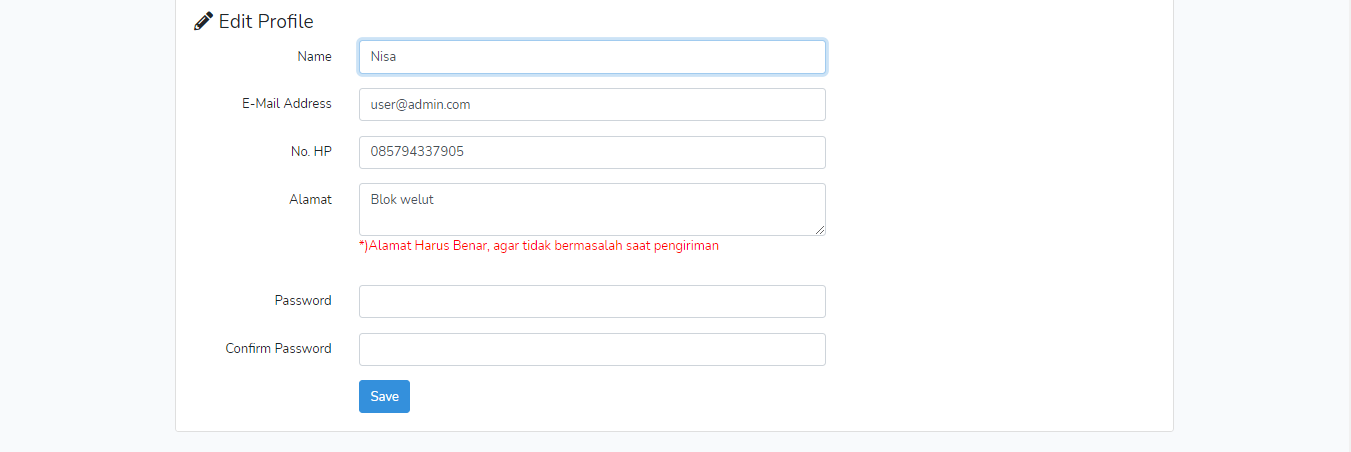 Edit Profile
Name
Nisa
E-Mail Address
user@admin.com
No. HP
085794337905
Alamat
Blok welut
*)Alamat Harus Benar, agar tidak bermasalah saat pengiriman
Password
Confirm Password
Save